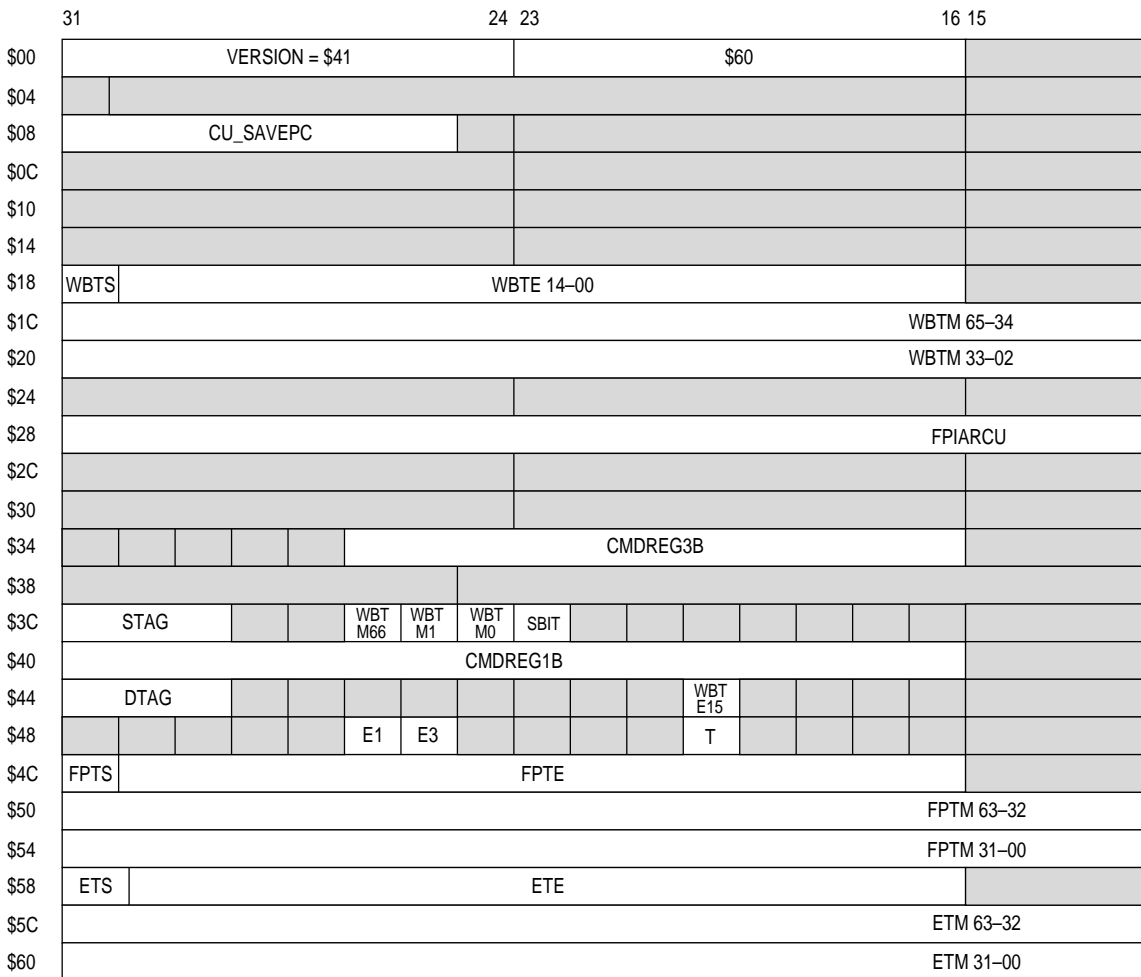 31 24 23 16 15
$00 VERSION = $41 $60
$04
$08 CU_SAVEPC
$0C
$10
$14
$18 WBTS WBTE 14–00
$1C WBTM 65–34
$20 WBTM 33–02
$24
$28 FPIARCU
$2C
$30
$34 CMDREG3B
$38
$3C STAG WBT M66 WBT M1 WBT M0 SBIT
$40 CMDREG1B
$44 DTAG WBT E15
$48 E1 E3 T
$4C FPTS FPTE
$50 FPTM 63–32
$54 FPTM 31–00
$58 ETS ETE
$5C ETM 63–32
$60 ETM 31–00